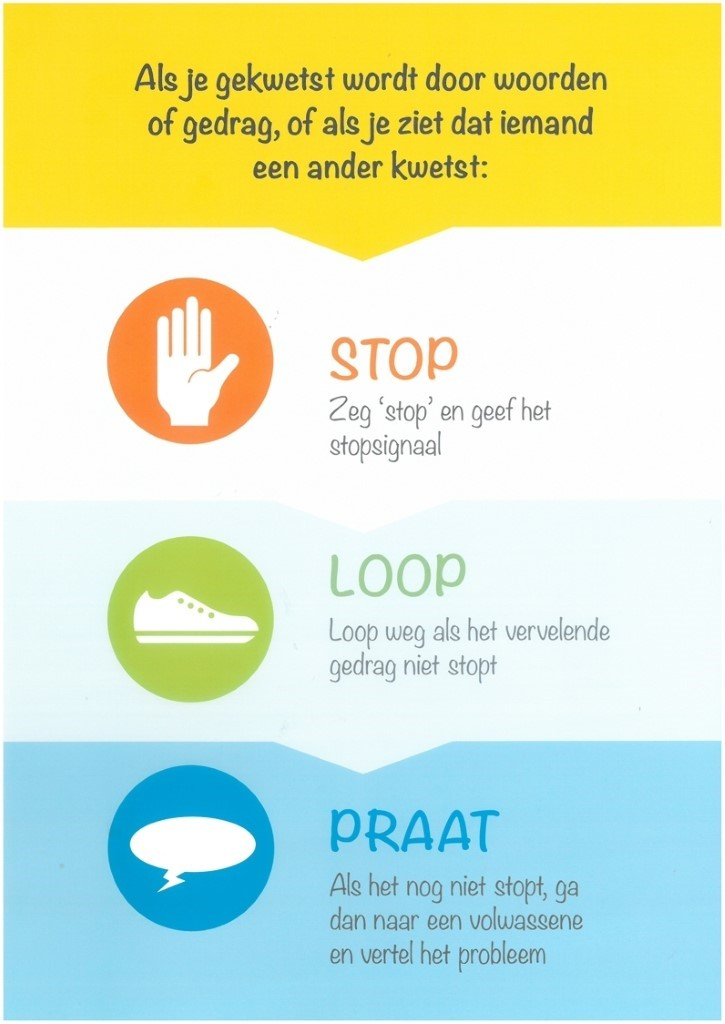 Als je gekwetst wordt door woorden
of gedrag, of als je ziet dat iemand
een ander kwetst:
STOP
Zeg ‘stop’ en geef het
stopsignaal
LOOP
Loop weg als het vervelende
gedrag niet stopt
PRAAT
Als het nog niet stopt, ga
dan naar een volwassene
en vertel het probleem